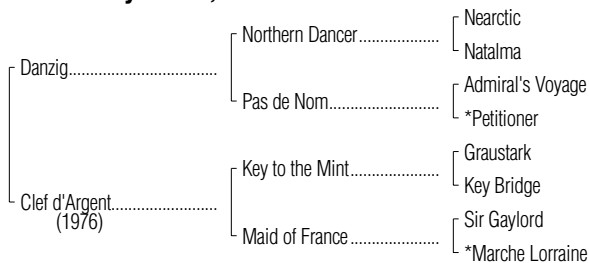 Nearctic
Northern Dancer....................
Natalma
Danzig.....................................
Admiral's Voyage
Pas de Nom...........................
*Petitioner
Graustark
Key to the Mint......................
Key Bridge
Clef d'Argent...........................
(1976)
Sir Gaylord
Maid of France......................
*Marche Lorraine